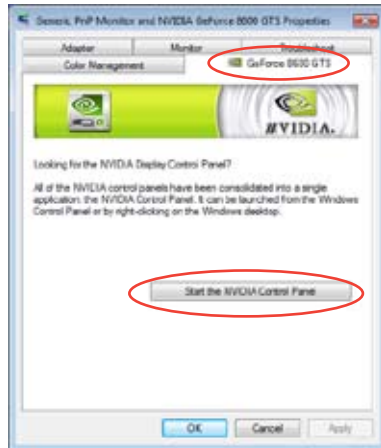 Generic PnP Monitor and NVIDIA GeForce 8600 GTS Properties
Adapter Monitor Troubleshoot
Color Management GeForce 8600 GTS
NVIDIA.
Looking for the NVIDIA Display Control Panel?
All of the NVIDIA control panels have been consolidated into a single
application: the NVIDIA Control Panel. It can be launched from the Windows
Control Panel or by right-clicking on the Windows desktop.
Start the NVIDIA Control Panel
OK Cancel Apply